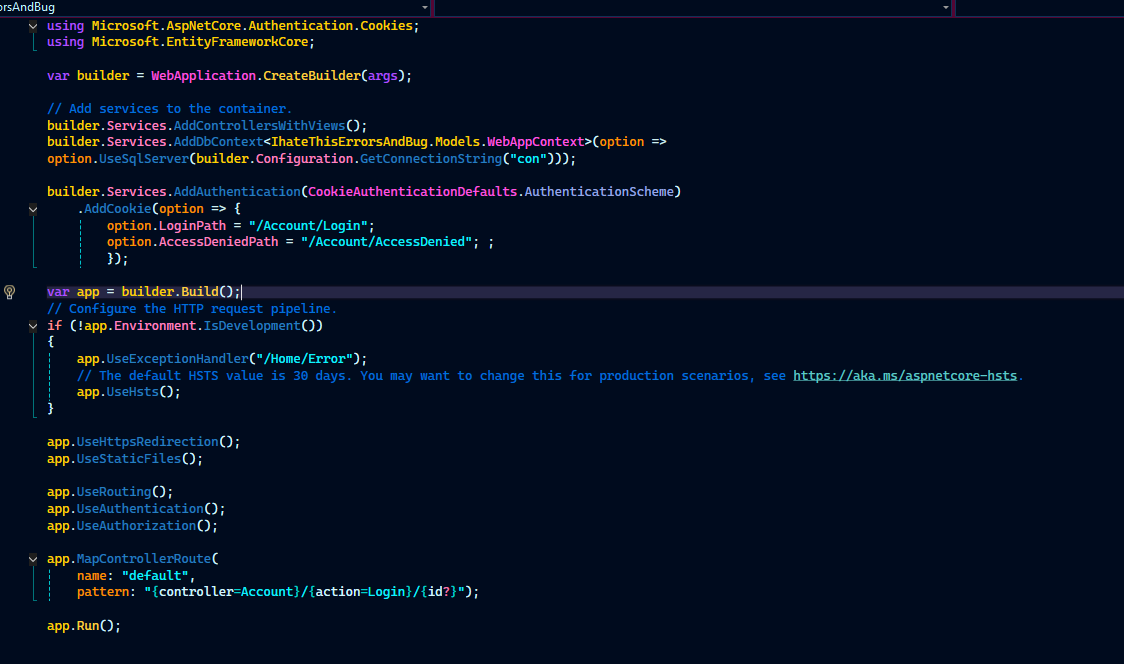 orsAndBug
using Microsoft.AspNetCore.Authentication.Cookies;
using Microsoft.EntityFrameworkCore;
var builder = WebApplication.CreateBuilder(args);
// Add services to the container.
builder.Services.AddControllersWithViews();
builder.Services.AddDbContext<IhateThisErrorsAndBug.Models.WebAppContext>(option =>
option.UseSqlServer(builder.Configuration.GetConnectionString("con")));
builder.Services.AddAuthentication(CookieAuthenticationDefaults.AuthenticationScheme)
.AddCookie(option => {
option.LoginPath = "/Account/Login";
option.AccessDeniedPath = "/Account/AccessDenied"; ;
});
var app = builder.Build();
// Configure the HTTP request pipeline.
if (!app.Environment.IsDevelopment())
{
app.UseExceptionHandler("/Home/Error");
// The default HSTS value is 30 days. You may want to change this for production scenarios, see https://aka.ms/aspnetcore-hsts.
app.UseHsts();
}
app.UseHttpsRedirection();
app.UseStaticFiles();
app.UseRouting();
app.UseAuthentication();
app.UseAuthorization();
app.MapControllerRoute(
name: "default",
pattern: "{controller=Account}/{action=Login}/{id?}");
app.Run();